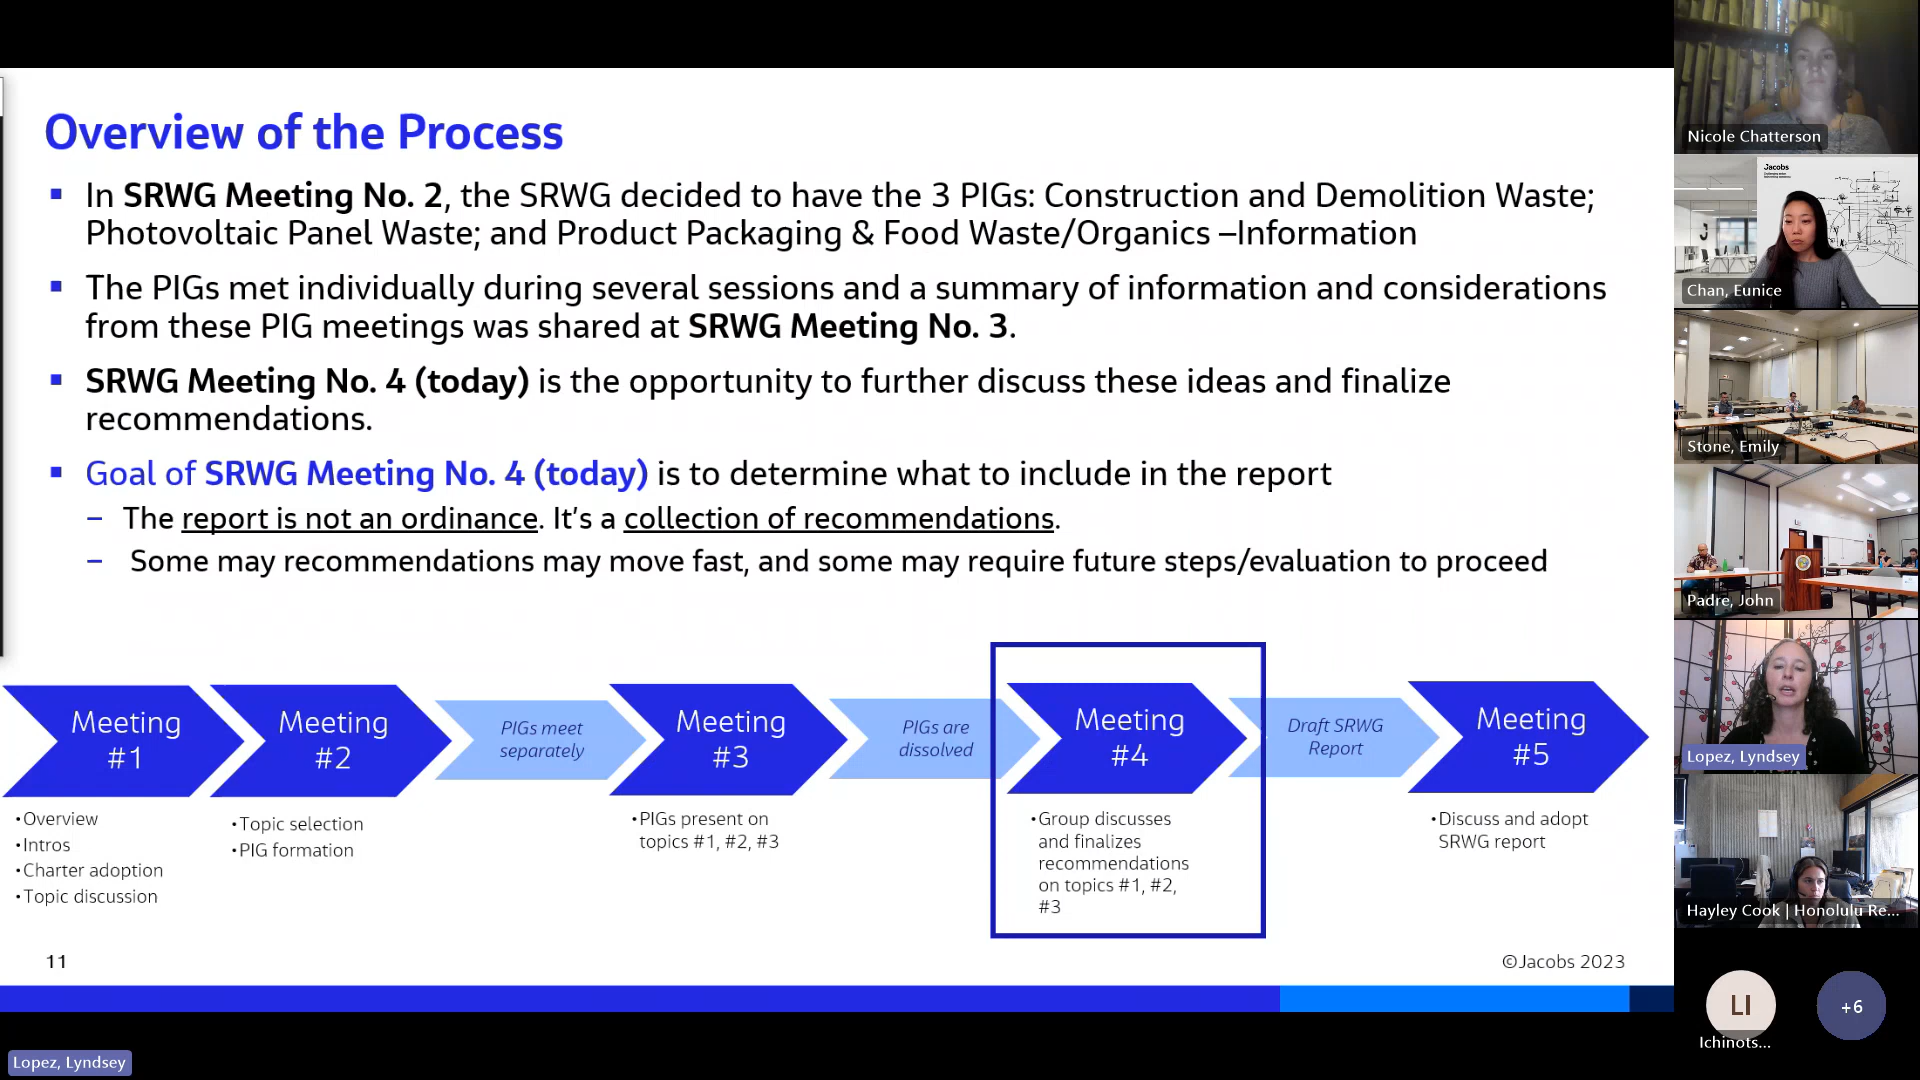 Overview of the Process
▪ In SRWG Meeting No. 2, the SRWG decided to have the 3 PIGs: Construction and Demolition Waste;
Photovoltaic Panel Waste; and Product Packaging & Food Waste/Organics –Information
▪ The PIGs met individually during several sessions and a summary of information and considerations
from these PIG meetings was shared at SRWG Meeting No. 3.
▪ SRWG Meeting No. 4 (today) is the opportunity to further discuss these ideas and finalize
recommendations.
▪ Goal of SRWG Meeting No. 4 (today) is to determine what to include in the report
– The report is not an ordinance. It's a collection of recommendations.
– Some may recommendations may move fast, and some may require future steps/evaluation to proceed
Meeting
#1
•Overview
•Intros
•Charter adoption
•Topic discussion
Meeting
#2
•Topic selection
•PIG formation
PIGs meet
separately
Meeting
#3
•PIGs present on
topics #1, #2, #3
PIGs are
dissolved
Meeting
#4
•Group discusses
and finalizes
recommendations
on topics #1, #2,
#3
Draft SRWG
Report
Meeting
#5
•Discuss and adopt
SRWG report
11
©Jacobs 2023
Lopez, Lyndsey
Nicole Chatterson
Jacobs
Chan, Eunice
Stone, Emily
Padre, John
Lopez, Lyndsey
Hayley Cook | Honolulu Re...
LI
Ichinots...
+6